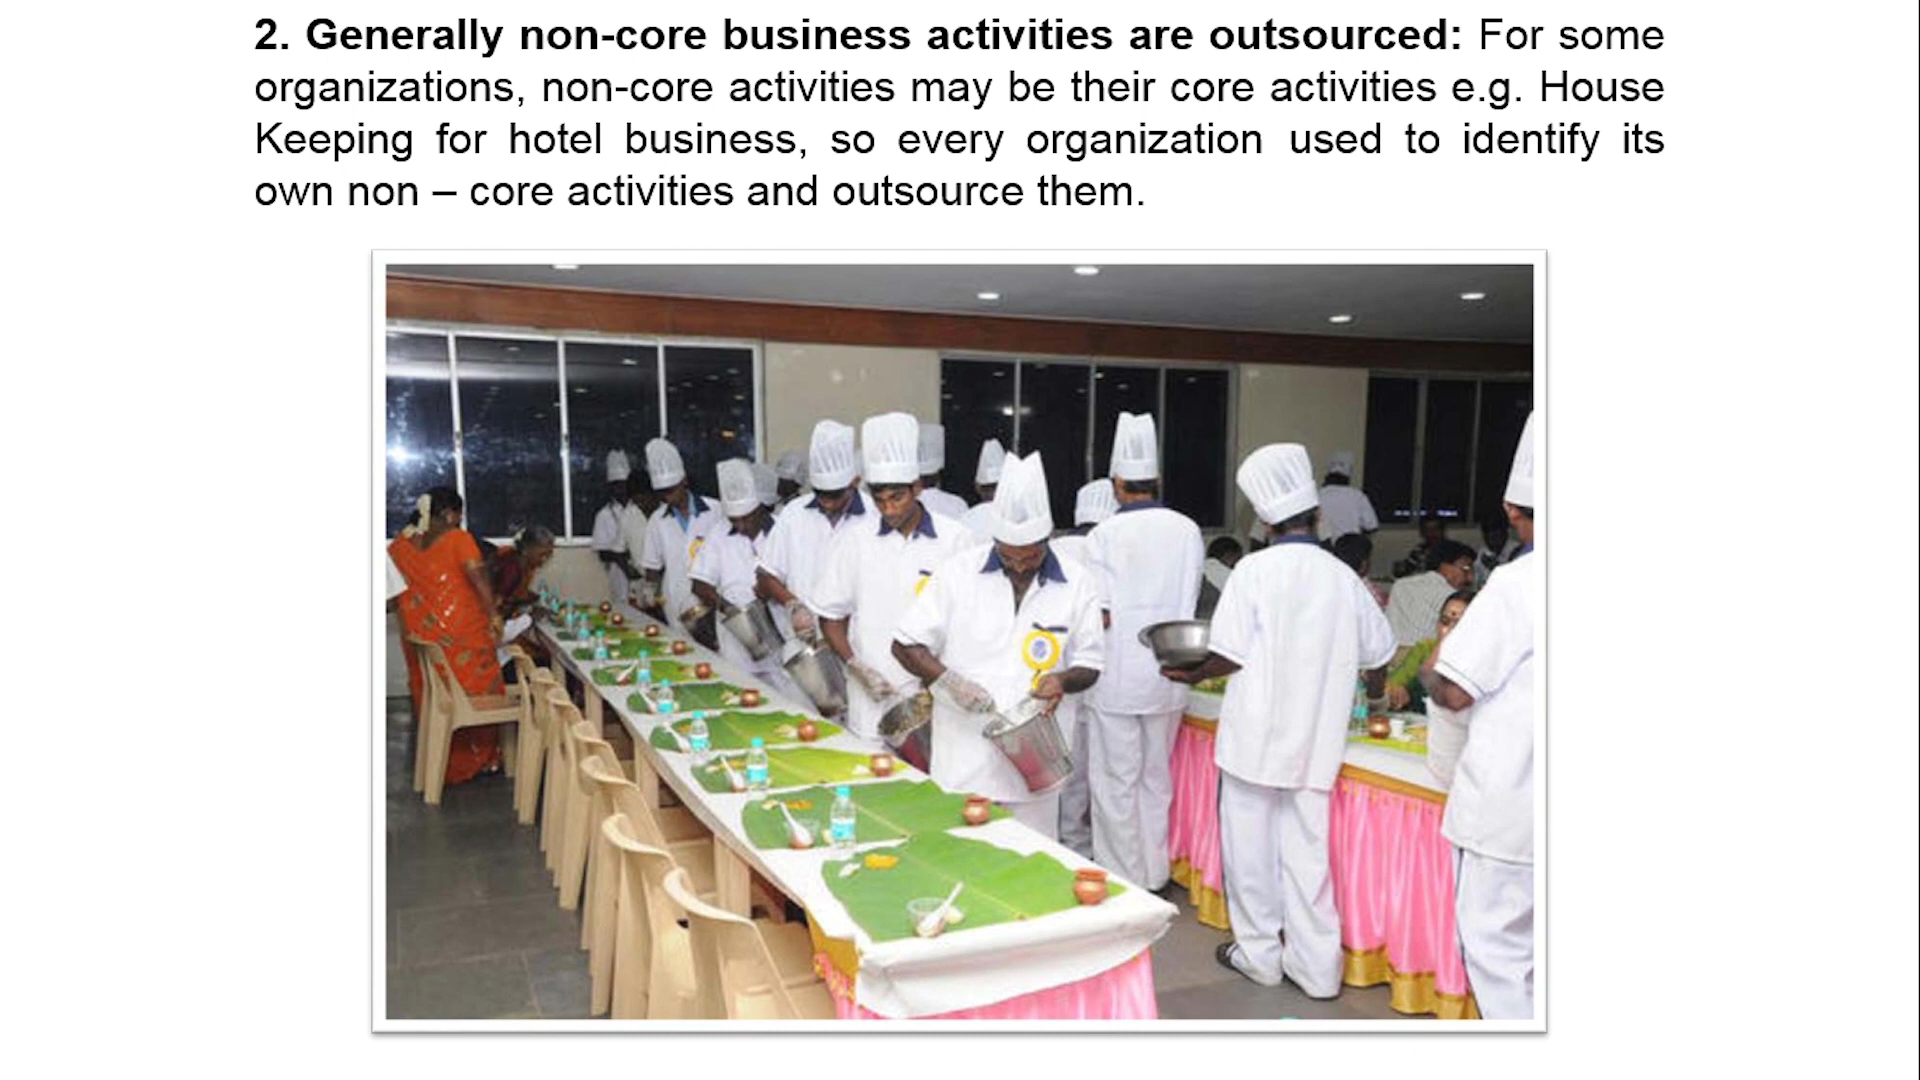 2. Generally non-core business activities are outsourced: For some
organizations, non-core activities may be their core activities e.g. House
Keeping for hotel business, so every organization used to identify its
own non – core activities and outsource them.